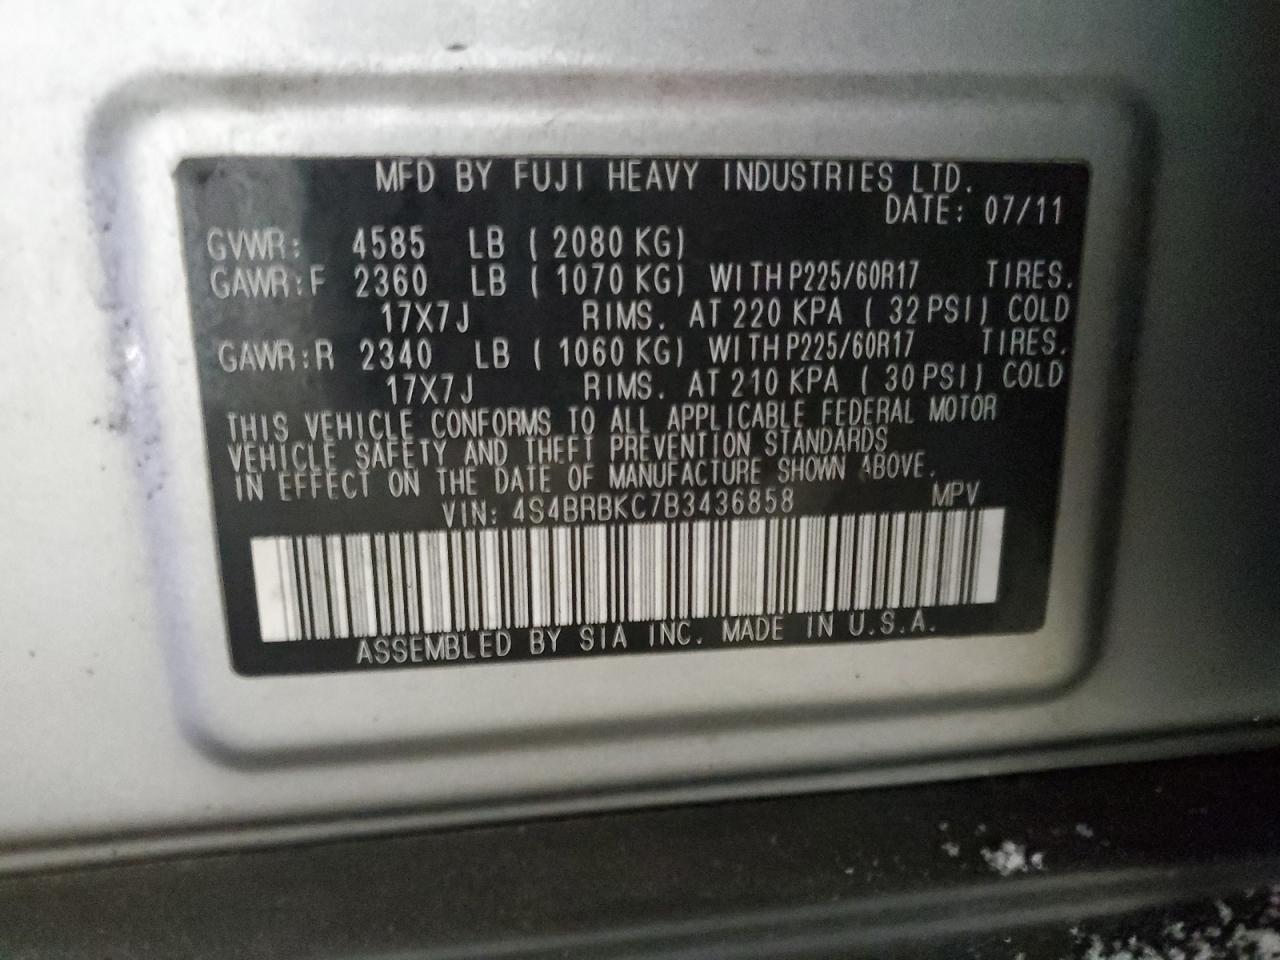 MFD BY FUJI HEAVY INDUSTRIES LTD.
DATE: 07/11
GVWR: 4585 LB ( 2080 KG)
GAWR:F 2360 LB ( 1070 KG) WITH P225/60R17 TIRES.
17X7J RIMS. AT 220 KPA ( 32 PSI) COLD
GAWR:R 2340 LB ( 1060 KG) WITH P225/60R17 TIRES.
17X7J RIMS. AT 210 KPA ( 30 PSI) COLD
THIS VEHICLE CONFORMS TO ALL APPLICABLE FEDERAL MOTOR
VEHICLE SAFETY AND THEFT PREVENTION STANDARDS
IN EFFECT ON THE DATE OF MANUFACTURE SHOWN ABOVE.
VIN: 4S4BRBKC7B3436858 MPV
ASSEMBLED BY SIA INC. MADE IN U.S.A.